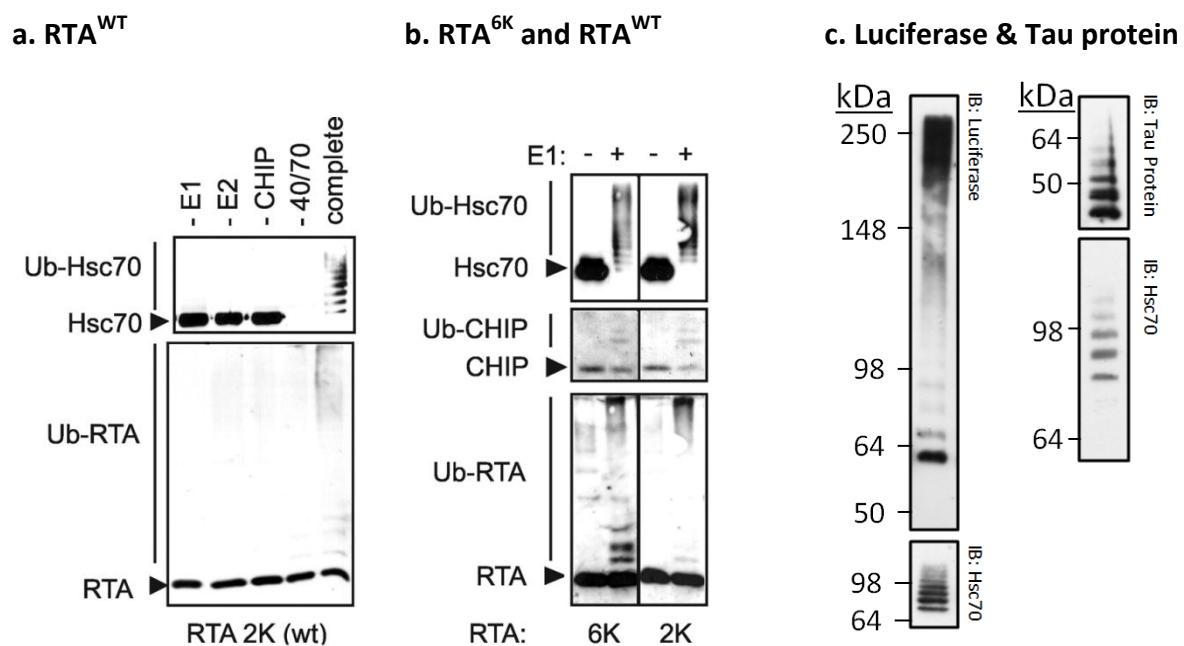 a. RTA^WT
- E1
- E2
- CHIP
- 40/70
complete
Ub-Hsc70
Hsc70
Ub-RTA
RTA
RTA 2K (wt)
b. RTA^6K and RTA^WT
E1: - + - +
Ub-Hsc70
Hsc70
Ub-CHIP
CHIP
Ub-RTA
RTA
RTA: 6K 2K
c. Luciferase & Tau protein
kDa
250
148
98
64
50
IB: Luciferase
98
64
IB: Hsc70
kDa
64
50
IB: Tau Protein
98
64
IB: Hsc70